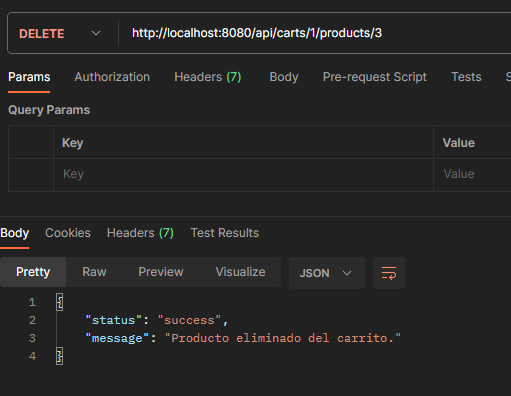 DELETE http://localhost:8080/api/carts/1/products/3
Params Authorization Headers (7) Body Pre-request Script Tests S
Query Params
Key Value
Key Value
Body Cookies Headers (7) Test Results
Pretty Raw Preview Visualize JSON
1 {
2 "status": "success",
3 "message": "Producto eliminado del carrito."
4 }